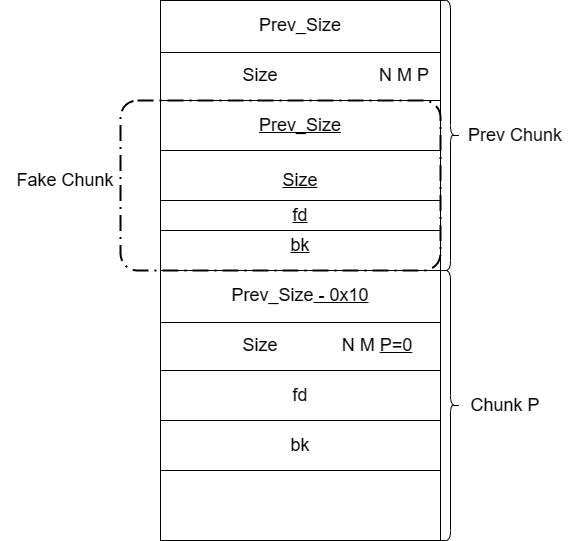 Prev_Size
Size N M P
Prev_Size
Prev Chunk
Fake Chunk
Size
fd
bk
Prev_Size - 0x10
Size N M P=0
fd
Chunk P
bk